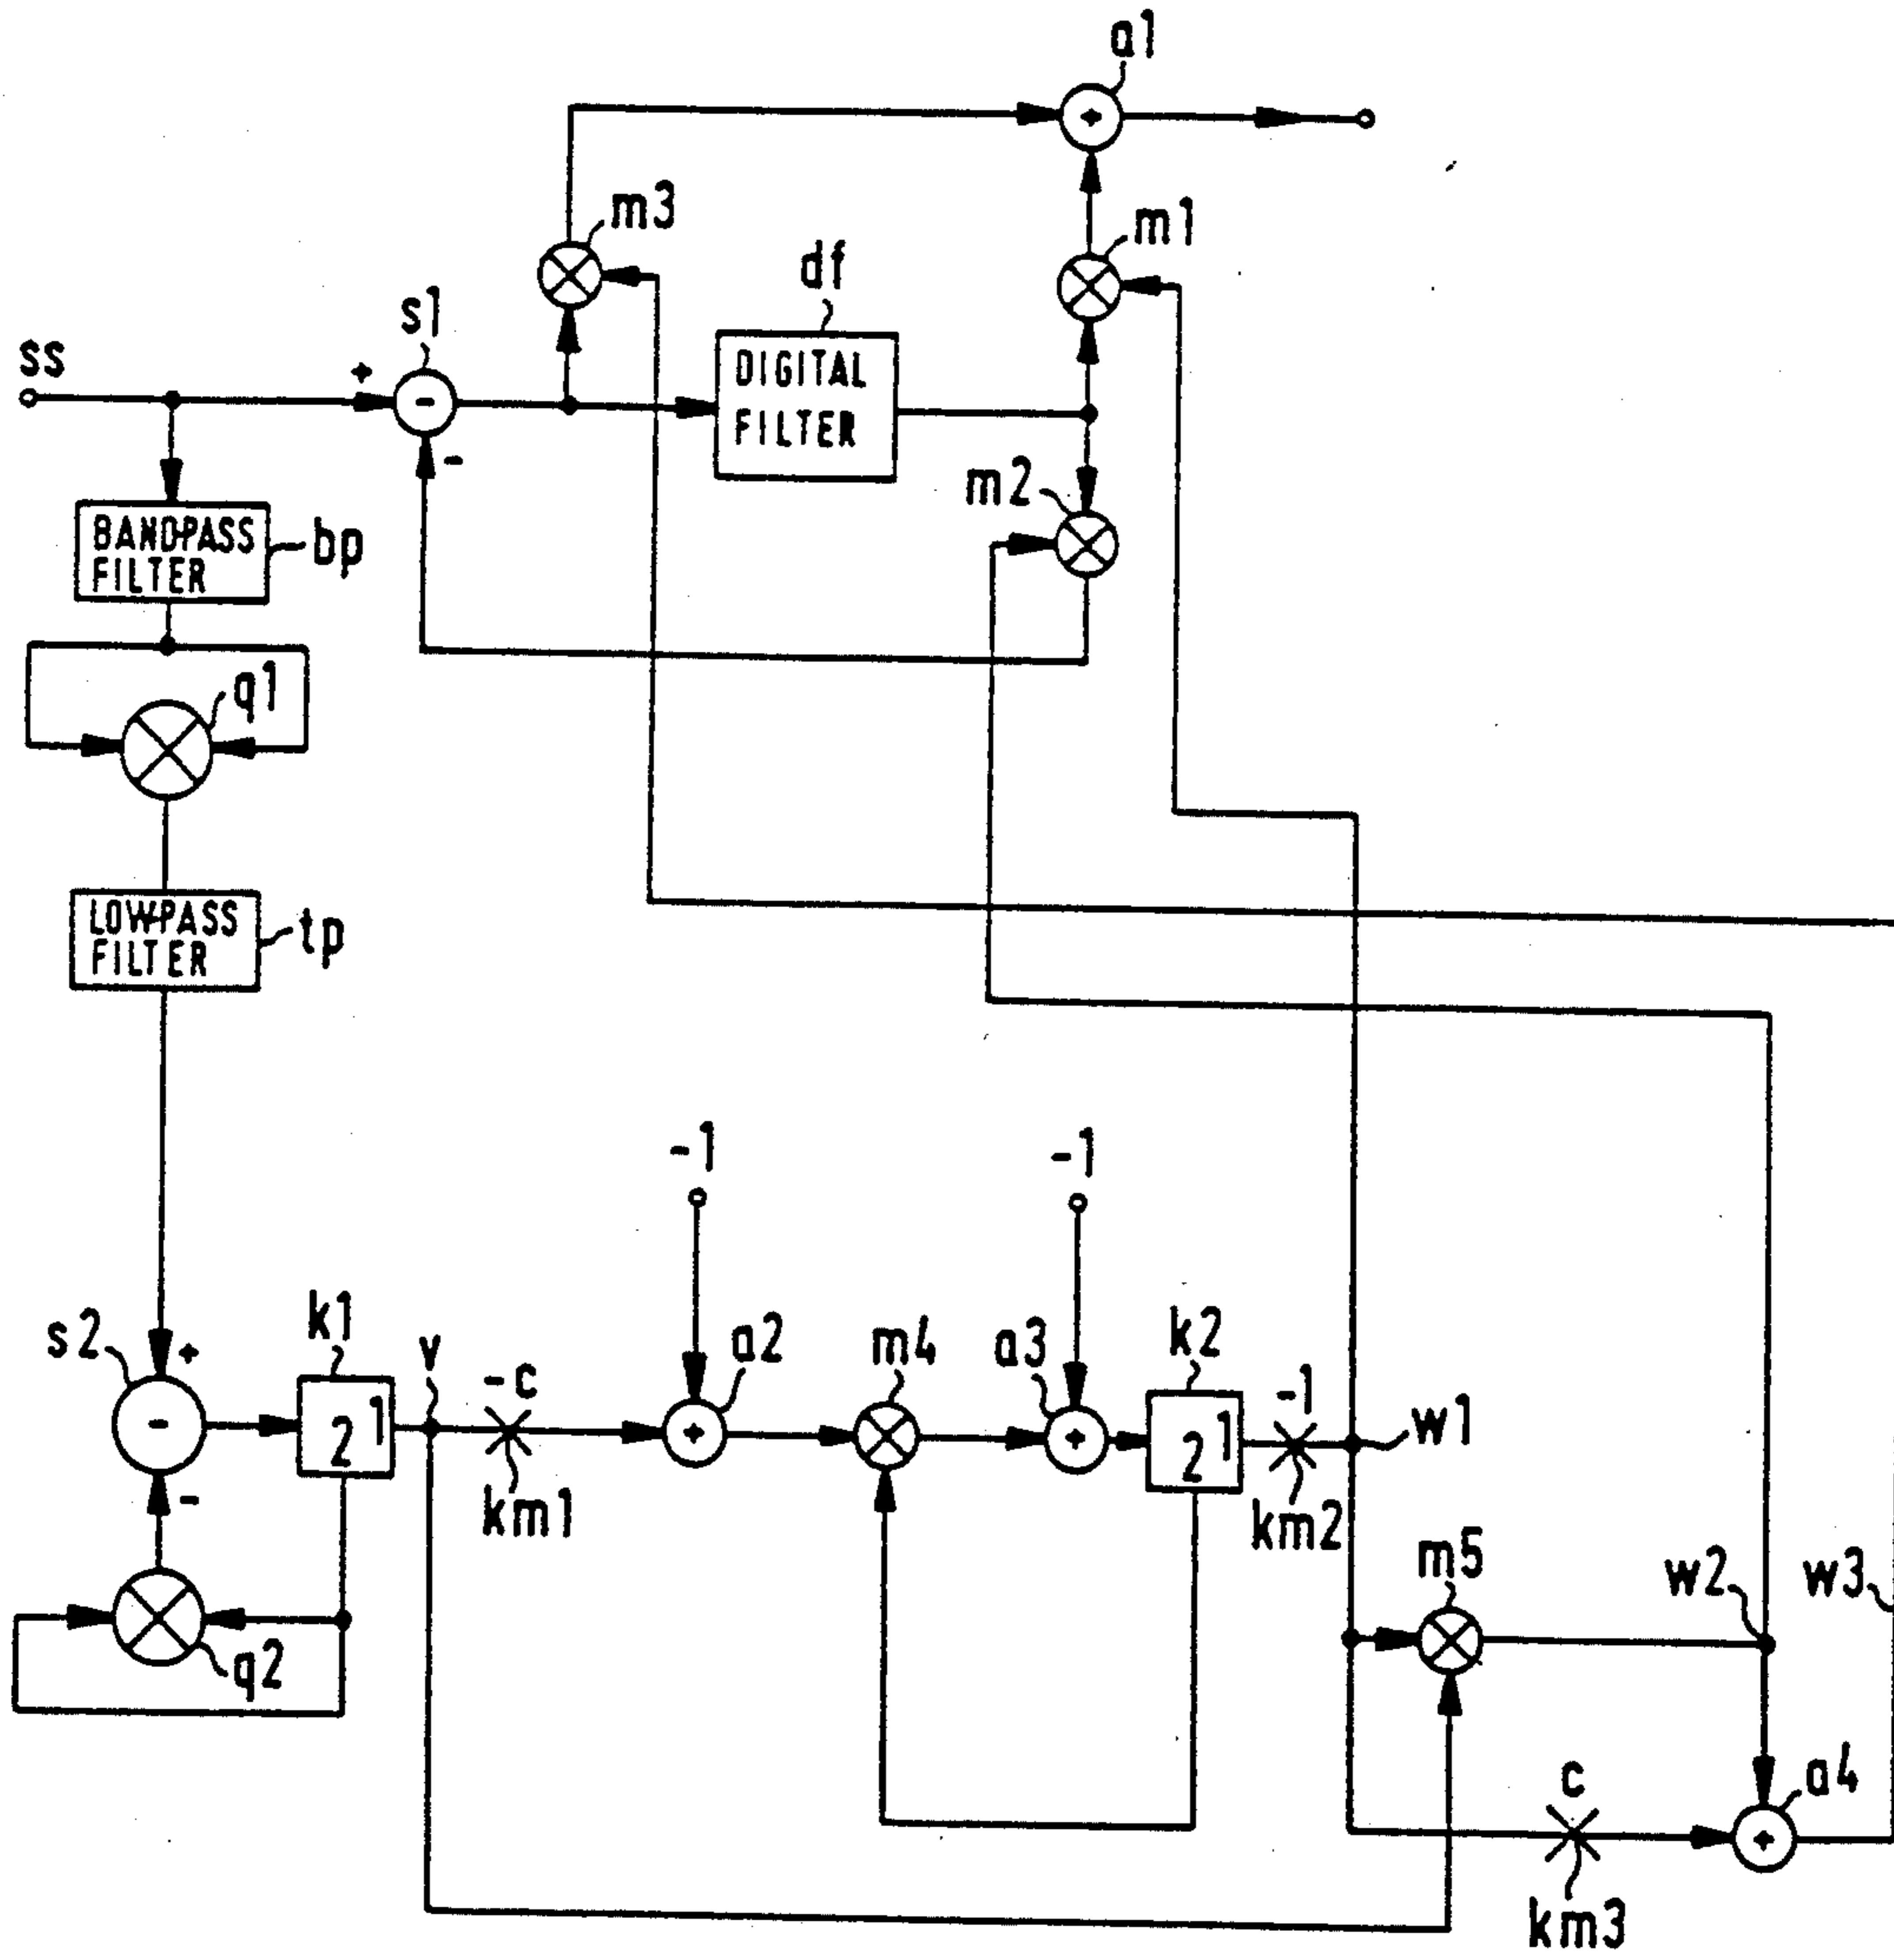 a1
m3
m1
df
s1
ss
+
-
DIGITAL
FILTER
-
m2
BANDPASS
FILTER
bp
q1
LOWPASS
FILTER
tp
-1
-1
s2
+
-
k1
2 1
v
-c
km1
a2
+
m4
a3
+
k2
2 1
-1
km2
w1
-
q2
m5
w2
w3
c
km3
a4
+